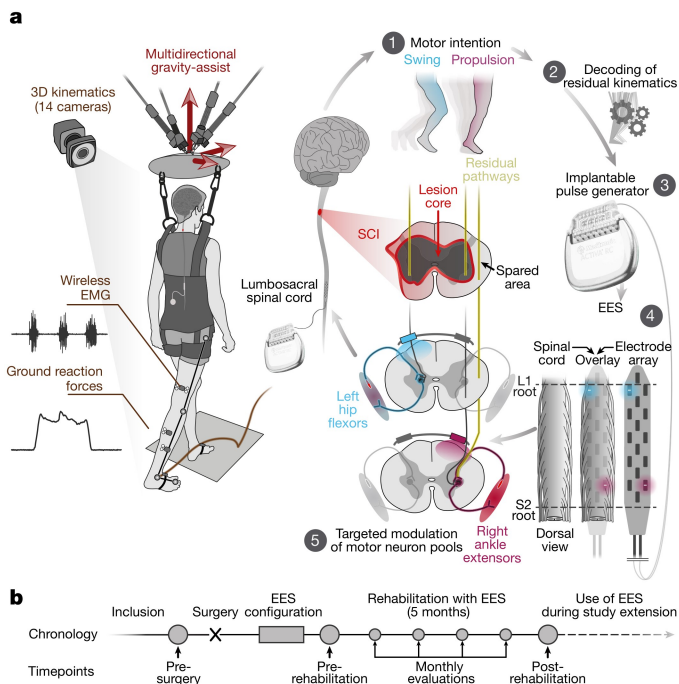 a
Multidirectional
gravity-assist
3D kinematics
(14 cameras)
Wireless
EMG
Ground reaction
forces
1 Motor intention
Swing Propulsion
2 Decoding of
residual kinematics
Implantable
pulse generator 3
EES
4
Residual
pathways
Lesion
core
SCI
Spared
area
Lumbosacral
spinal cord
Left
hip
flexors
Right
ankle
extensors
5 Targeted modulation
of motor neuron pools
Spinal Electrode
cord Overlay array
L1
root
S2
root
Dorsal
view
b
Inclusion
Surgery
EES
configuration
Rehabilitation with EES
(5 months)
Use of EES
during study extension
Chronology
Timepoints
Pre-
surgery
Pre-
rehabilitation
Monthly
evaluations
Post-
rehabilitation